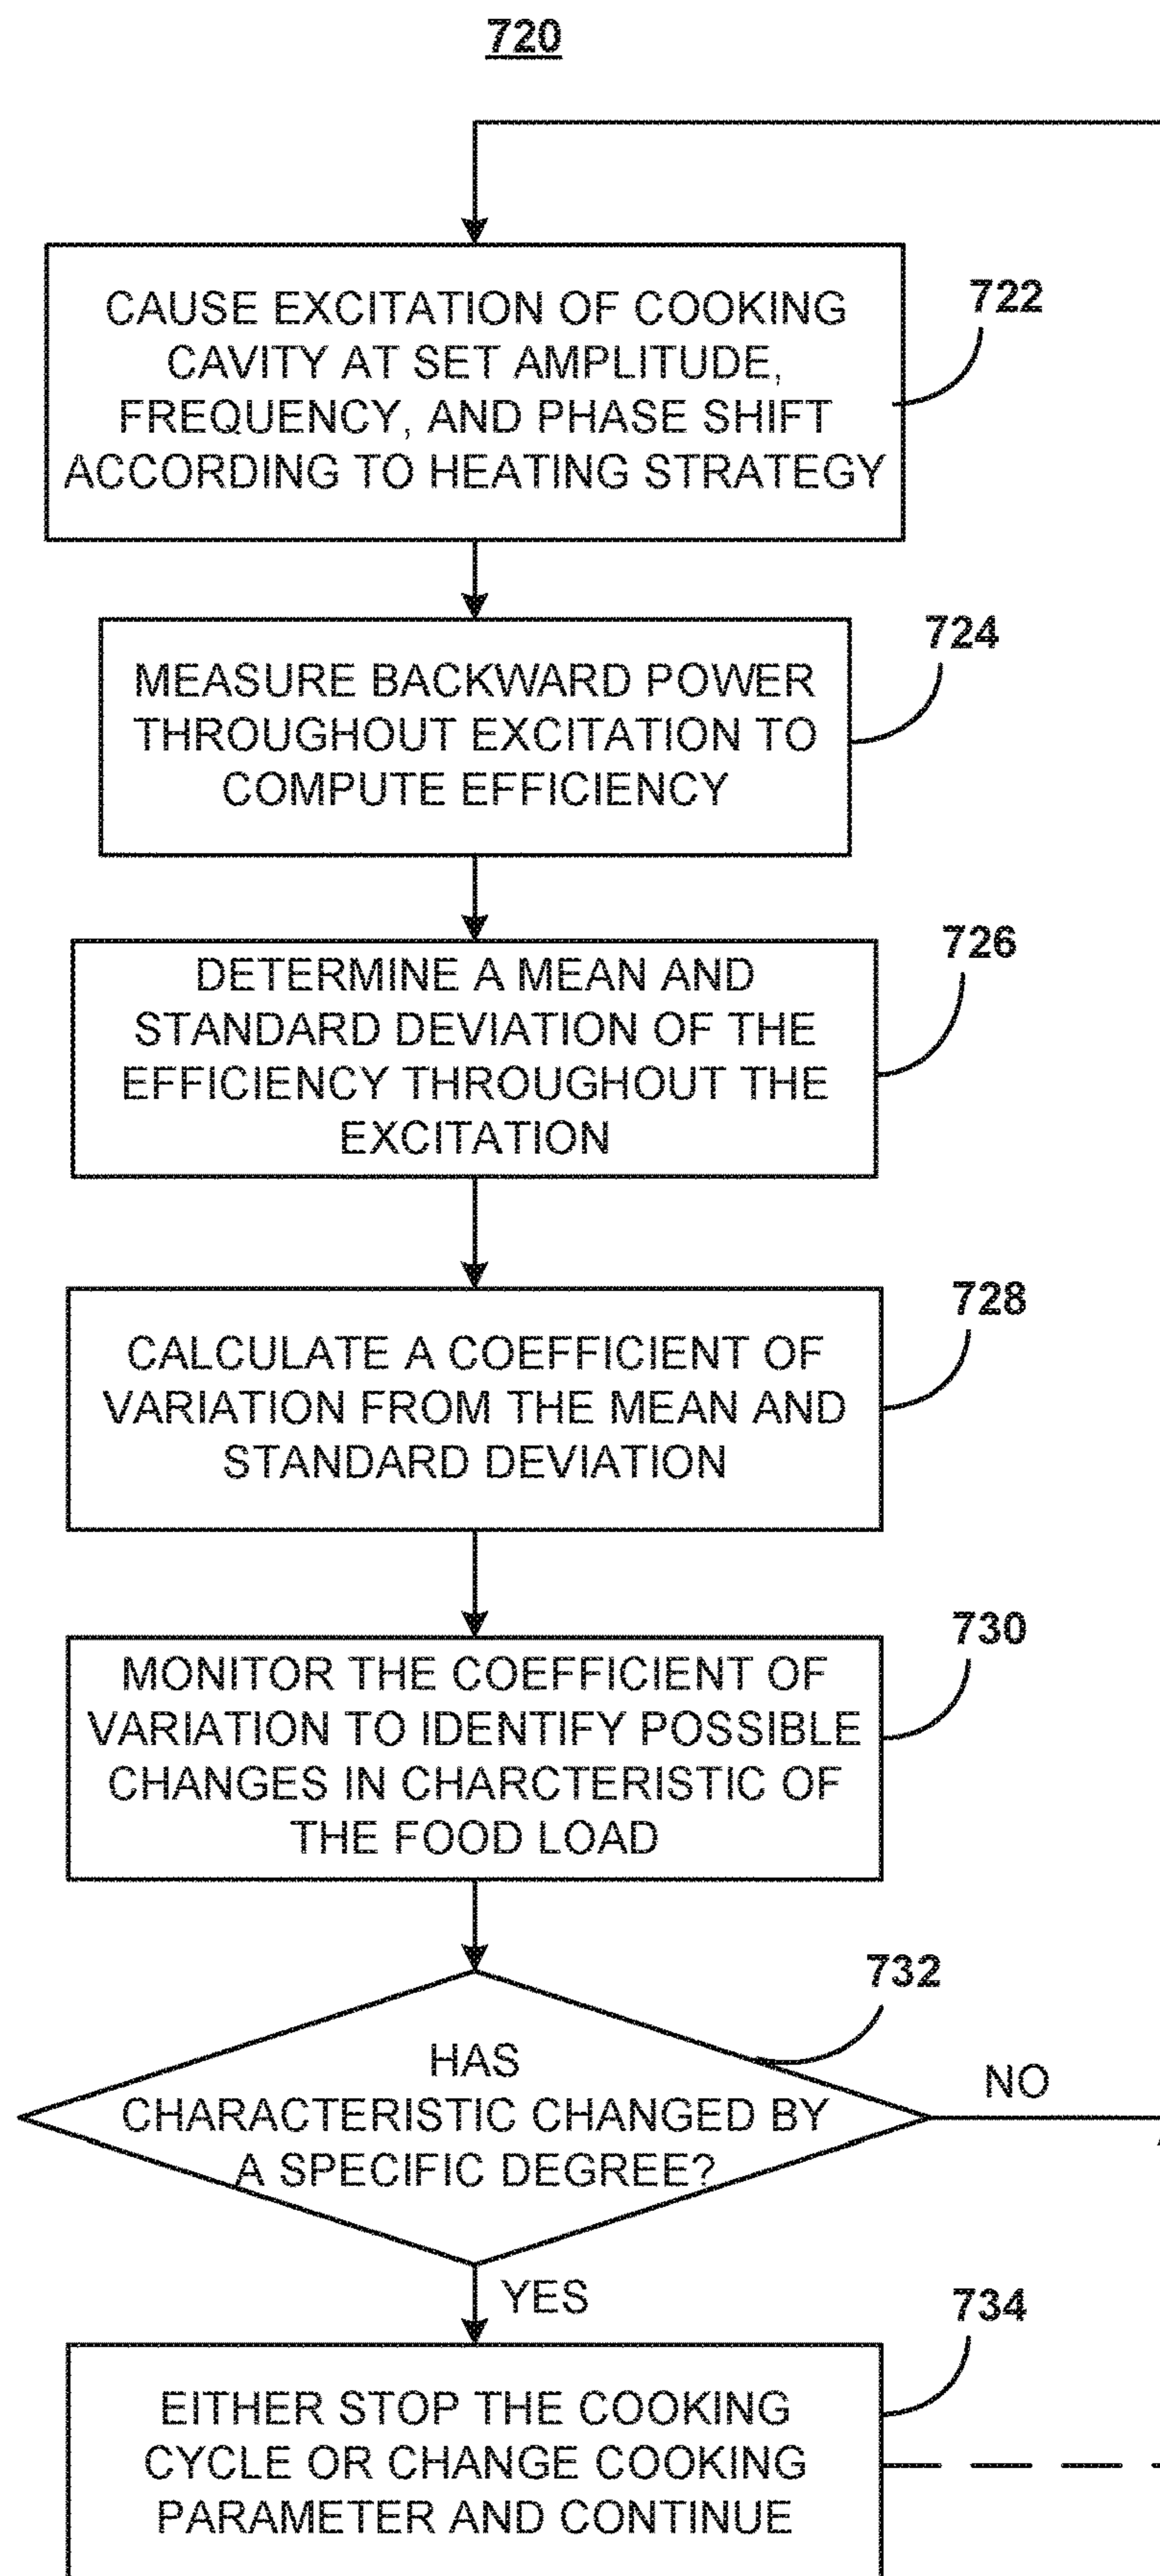 720
CAUSE EXCITATION OF COOKING
CAVITY AT SET AMPLITUDE,
FREQUENCY, AND PHASE SHIFT
ACCORDING TO HEATING STRATEGY
722
MEASURE BACKWARD POWER
THROUGHOUT EXCITATION TO
COMPUTE EFFICIENCY
724
DETERMINE A MEAN AND
STANDARD DEVIATION OF THE
EFFICIENCY THROUGHOUT THE
EXCITATION
726
CALCULATE A COEFFICIENT OF
VARIATION FROM THE MEAN AND
STANDARD DEVIATION
728
MONITOR THE COEFFICIENT OF
VARIATION TO IDENTIFY POSSIBLE
CHANGES IN CHARCTERISTIC OF
THE FOOD LOAD
730
HAS
CHARACTERISTIC CHANGED BY
A SPECIFIC DEGREE?
732
NO
YES
EITHER STOP THE COOKING
CYCLE OR CHANGE COOKING
PARAMETER AND CONTINUE
734